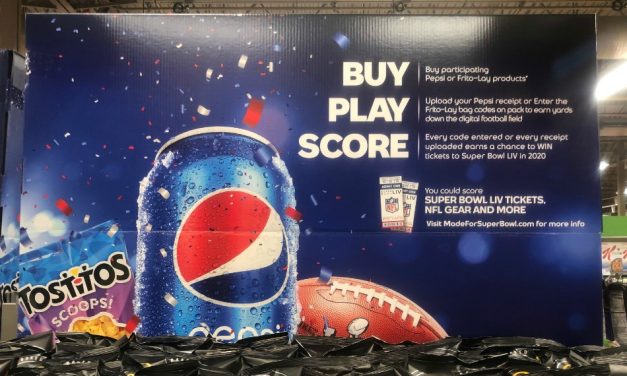 BUY
PLAY
SCORE
Buy participating
Pepsi or Frito-Lay products*
Upload your Pepsi receipt or Enter the
Frito-Lay bag codes on pack to earn yards
down the digital football field
Every code entered or every receipt
uploaded earns a chance to WIN
tickets to Super Bowl LIV in 2020
You could score
SUPER BOWL LIV TICKETS,
NFL GEAR AND MORE
Visit MadeForSuperBowl.com for more info
LIV
NFL
TOSTITOS
SCOOPS!
pepsi